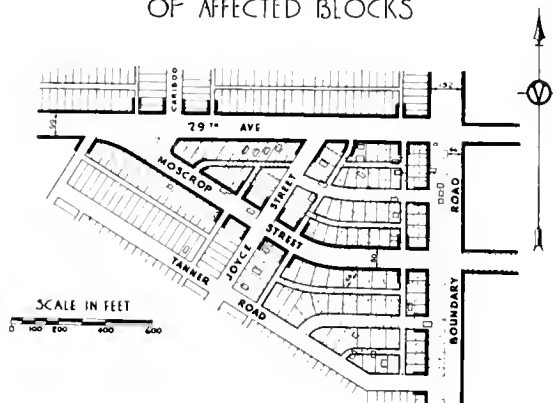 OF AFFECTED BLOCKS
CARIBOO
29TH AVE
MOSCROP
STREET
JOYCE
STREET
TANNER
ROAD
BOUNDARY
ROAD
SCALE IN FEET
0 100 200 400 600